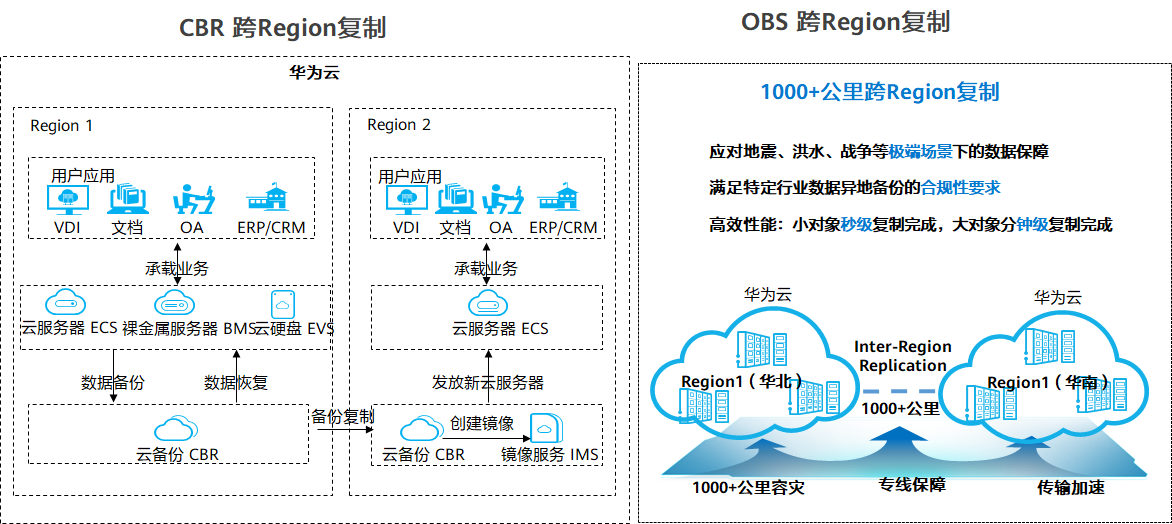 CBR 跨Region复制
华为云
Region 1
用户应用
VDI
文档
OA
ERP/CRM
承载业务
云服务器 ECS
裸金属服务器 BMS
云硬盘 EVS
数据备份
数据恢复
云备份 CBR
备份复制
Region 2
用户应用
VDI
文档
OA
ERP/CRM
承载业务
云服务器 ECS
发放新云服务器
云备份 CBR
创建镜像
镜像服务 IMS
OBS 跨Region复制
1000+公里跨Region复制
应对地震、洪水、战争等极端场景下的数据保障
满足特定行业数据异地备份的合规性要求
高效性能：小对象秒级复制完成，大对象分钟级复制完成
华为云
Region1（华北）
Inter-Region
Replication
1000+公里
华为云
Region1（华南）
1000+公里容灾
专线保障
传输加速